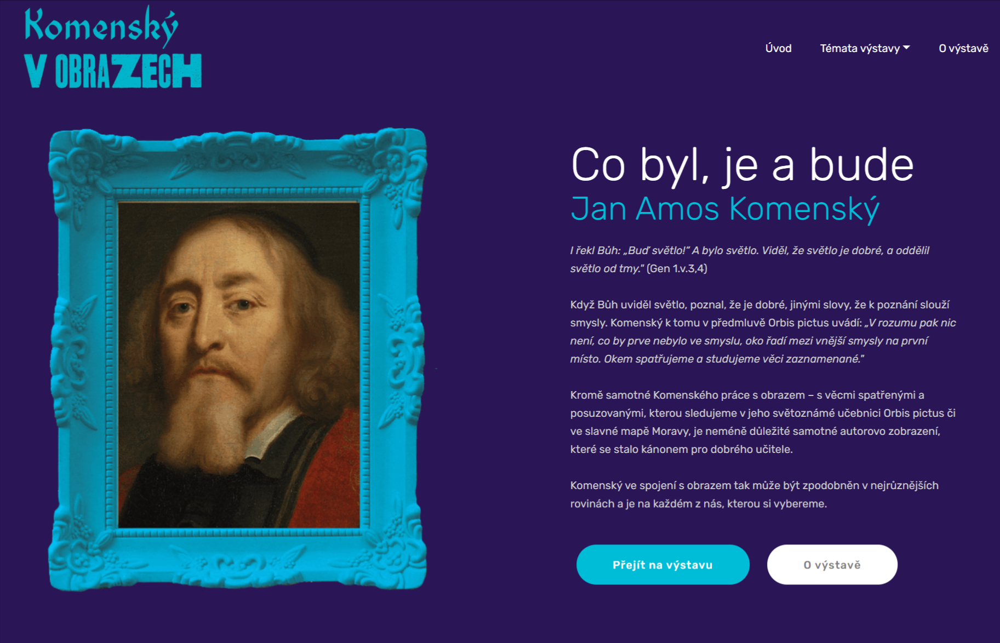 Komenský
V OBRAZECH
Úvod
Témata výstavy
O výstavě
Co byl, je a bude
Jan Amos Komenský
I řekl Bůh: „Buď světlo!“ A bylo světlo. Viděl, že světlo je dobré, a oddělil
světlo od tmy." (Gen 1.v.3,4)
Když Bůh uviděl světlo, poznal, že je dobré, jinými slovy, že k poznání slouží
smysly. Komenský k tomu v předmluvě Orbis pictus uvádí: „V rozumu pak nic
není, co by prve nebylo ve smyslu, oko řadí mezi vnější smysly na první
místo. Okem spatřujeme a studujeme věci zaznamenané."
Kromě samotné Komenského práce s obrazem – s věcmi spatřenými a
posuzovanými, kterou sledujeme v jeho světoznámé učebnici Orbis pictus či
ve slavné mapě Moravy, je neméně důležité samotné autorovo zobrazení,
které se stalo kánonem pro dobrého učitele.
Komenský ve spojení s obrazem tak může být zpodobněn v nejrůznějších
rovinách a je na každém z nás, kterou si vybereme.
Přejít na výstavu
O výstavě